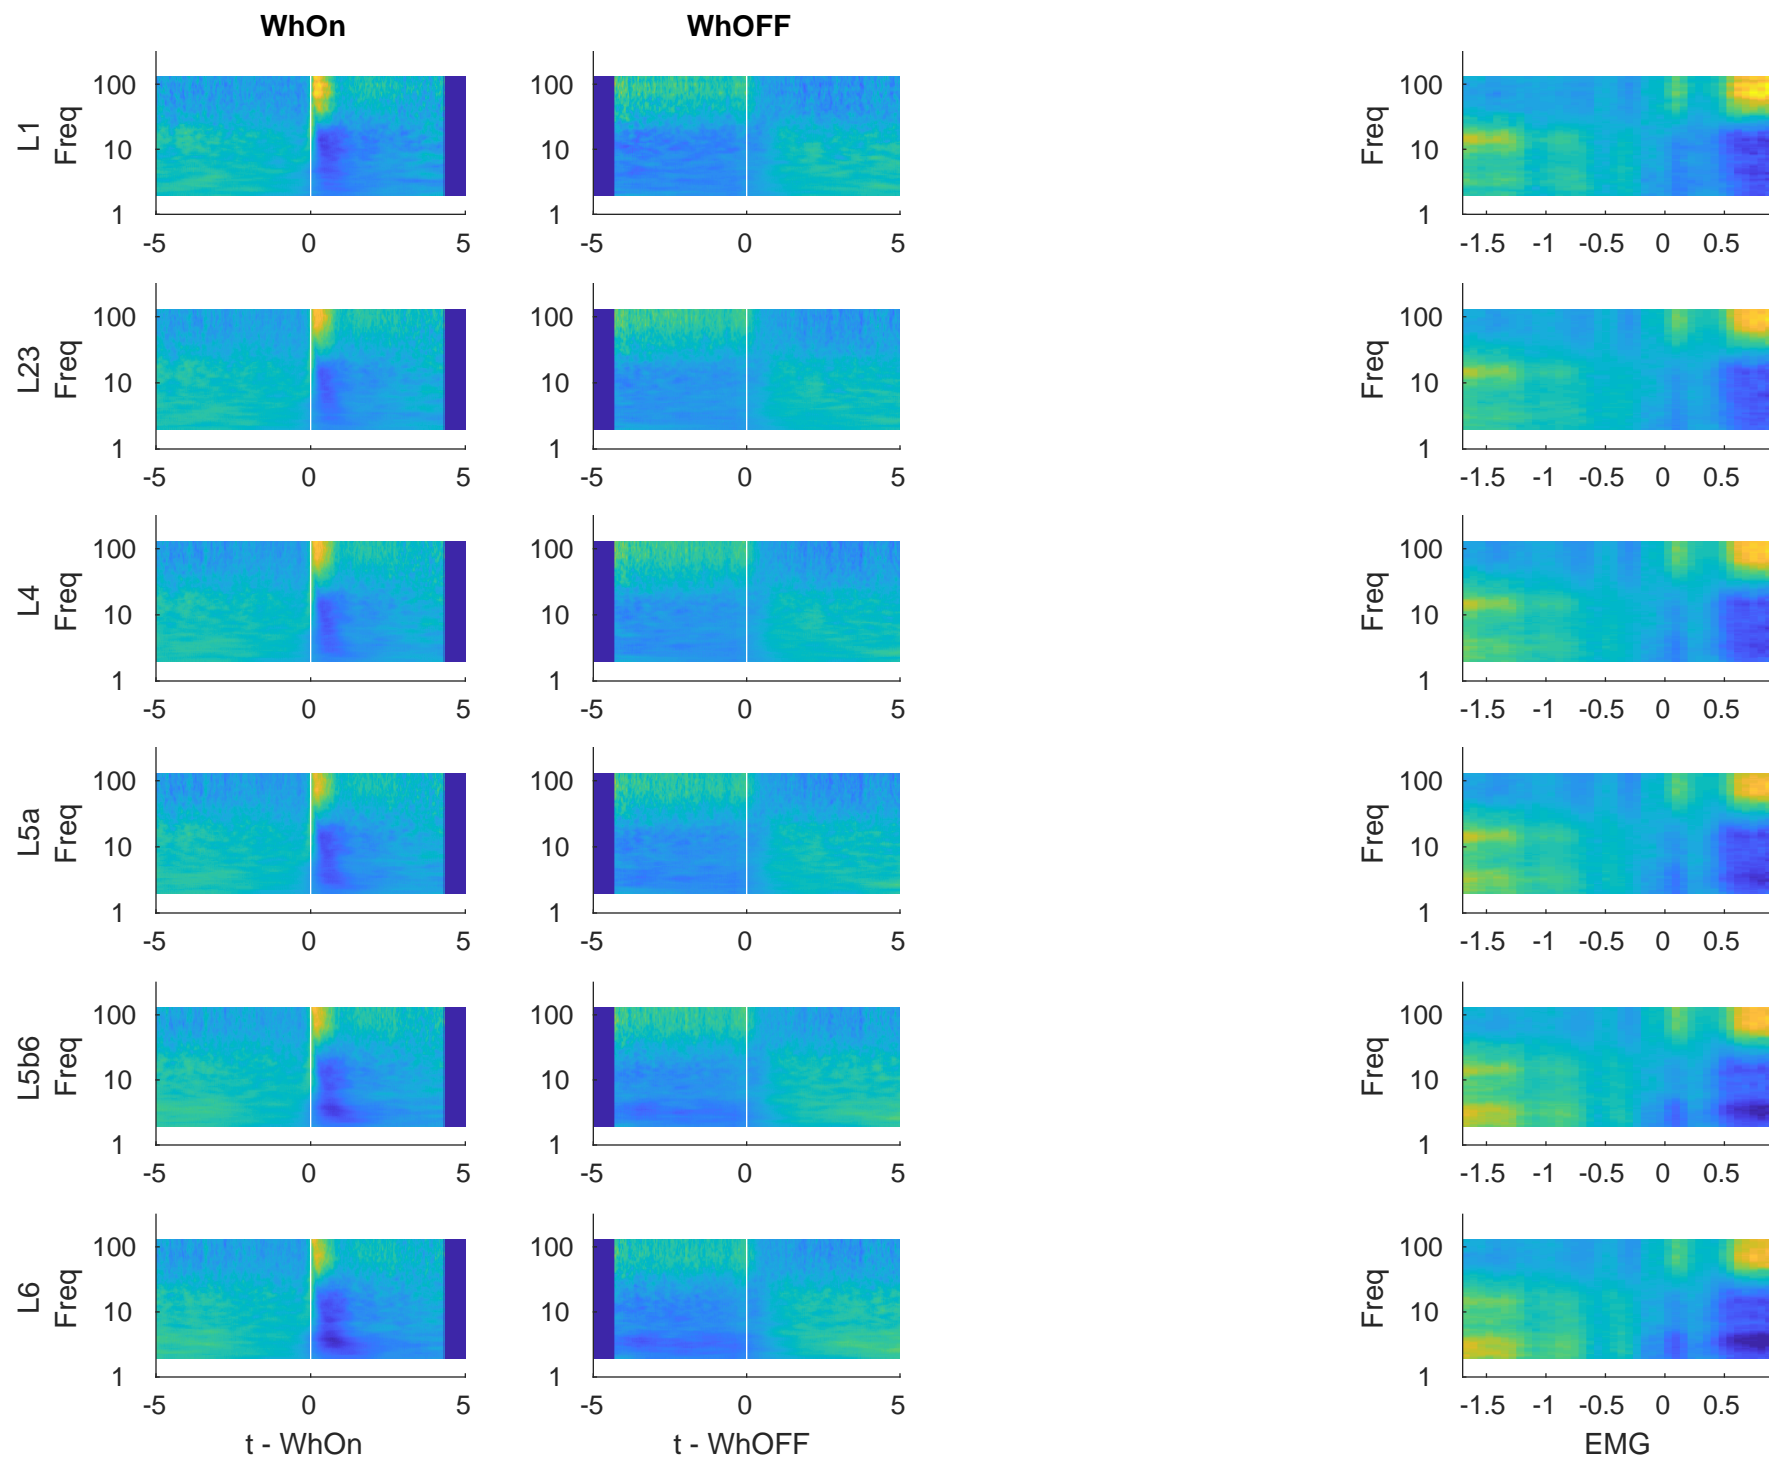 WhOn WhOFF
L1 Freq 100 10 1 100 10 1 Freq 100 10 1
-5 0 5 -5 0 5 -1.5 -1 -0.5 0 0.5
L23 Freq 100 10 1 100 10 1 Freq 100 10 1
-5 0 5 -5 0 5 -1.5 -1 -0.5 0 0.5
L4 Freq 100 10 1 100 10 1 Freq 100 10 1
-5 0 5 -5 0 5 -1.5 -1 -0.5 0 0.5
L5a Freq 100 10 1 100 10 1 Freq 100 10 1
-5 0 5 -5 0 5 -1.5 -1 -0.5 0 0.5
L5b6 Freq 100 10 1 100 10 1 Freq 100 10 1
-5 0 5 -5 0 5 -1.5 -1 -0.5 0 0.5
L6 Freq 100 10 1 100 10 1 Freq 100 10 1
-5 0 5 -5 0 5 -1.5 -1 -0.5 0 0.5
t - WhOn t - WhOFF EMG